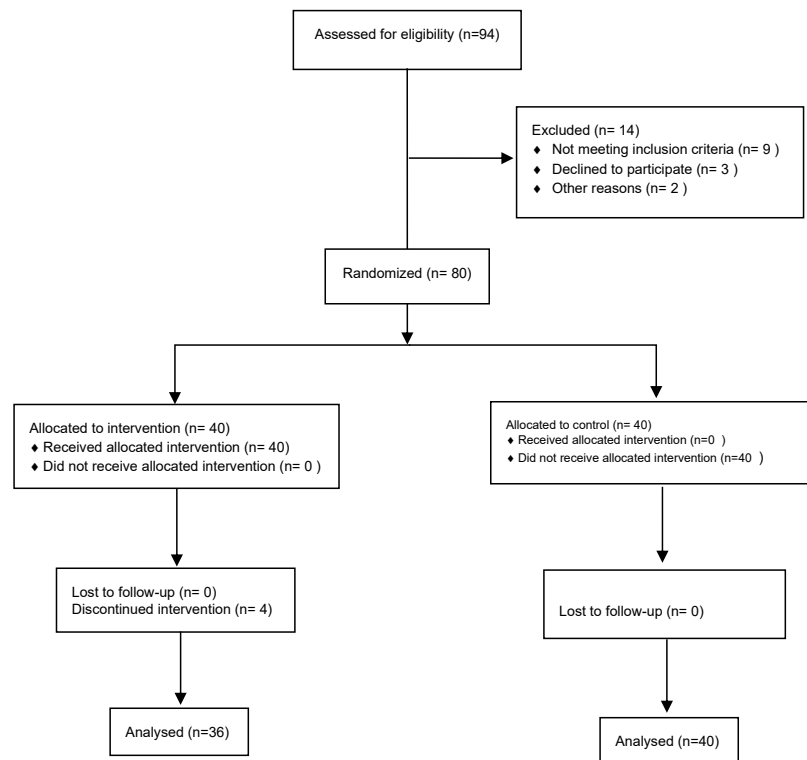 Assessed for eligibility (n=94)
Excluded (n= 14)
♦ Not meeting inclusion criteria (n= 9 )
♦ Declined to participate (n= 3 )
♦ Other reasons (n= 2 )
Randomized (n= 80)
Allocated to intervention (n= 40)
♦ Received allocated intervention (n= 40)
♦ Did not receive allocated intervention (n= 0 )
Allocated to control (n= 40)
♦ Received allocated intervention (n=0 )
♦ Did not receive allocated intervention (n=40 )
Lost to follow-up (n= 0)
Discontinued intervention (n= 4)
Lost to follow-up (n= 0)
Analysed (n=36)
Analysed (n=40)